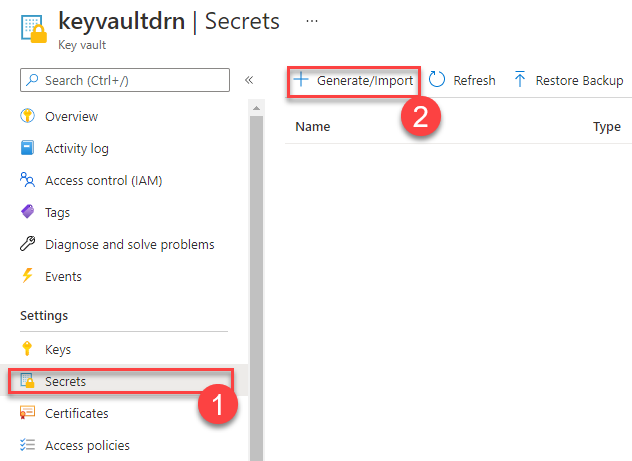 keyvaultdrn | Secrets ...
Key vault
Search (Ctrl+/) «
+ Generate/Import Refresh Restore Backup
2
Name Type
Overview
Activity log
Access control (IAM)
Tags
Diagnose and solve problems
Events
Settings
Keys
Secrets
1
Certificates
Access policies